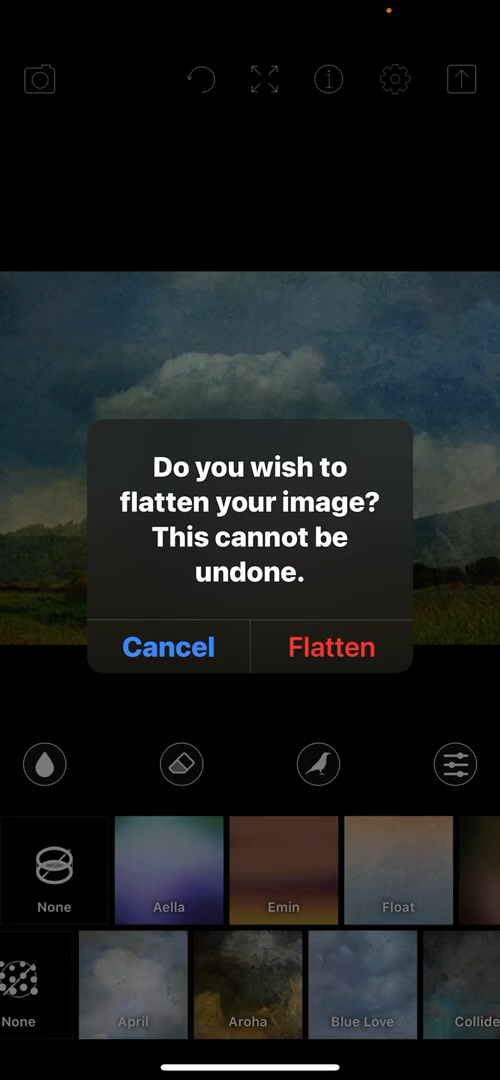 Do you wish to
flatten your image?
This cannot be
undone.
Cancel
Flatten
None
Aella
Emin
Float
None
April
Aroha
Blue Love
Collide